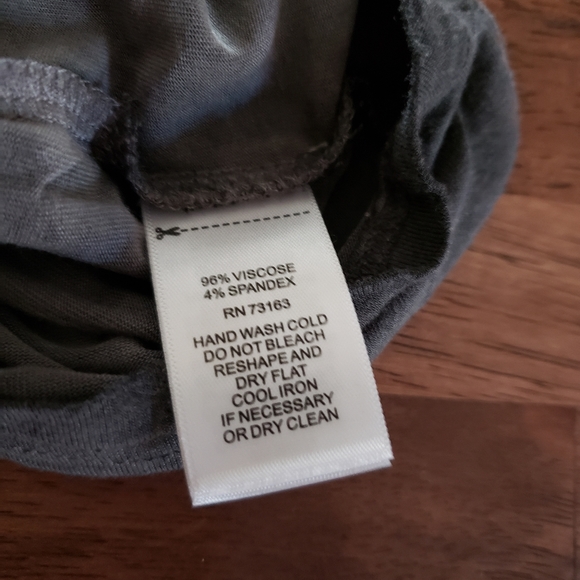 96% VISCOSE
4% SPANDEX
RN 73163
HAND WASH COLD
DO NOT BLEACH
RESHAPE AND
DRY FLAT
COOL IRON
IF NECESSARY
OR DRY CLEAN